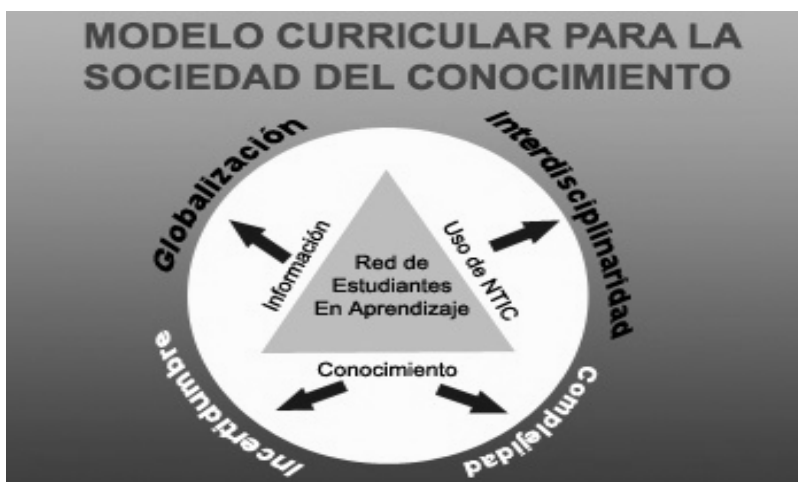 MODELO CURRICULAR PARA LA
SOCIEDAD DEL CONOCIMIENTO
Globalización
Interdisciplinaridad
Información
Uso de NTIC
Red de
Estudiantes
En Aprendizaje
Conocimiento
Incertidumbre
Complejidad